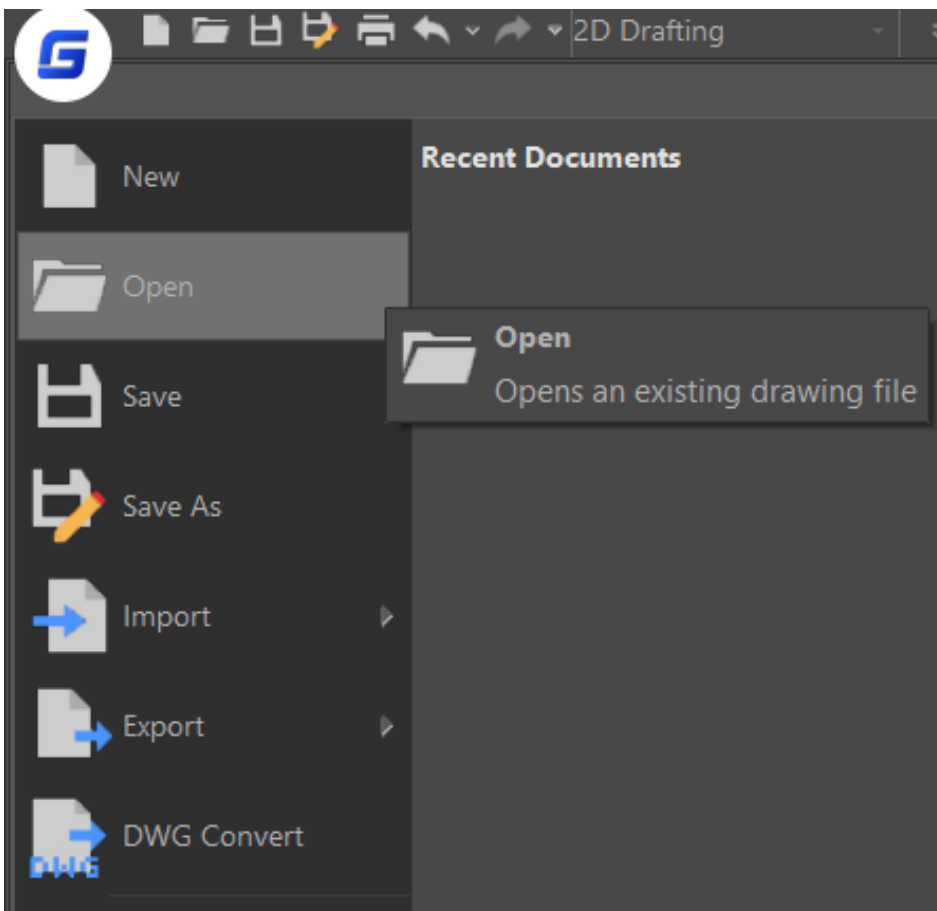 2D Drafting
New
Recent Documents
Open
Open
Opens an existing drawing file
Save
Save As
Import
Export
DWG Convert
DWG